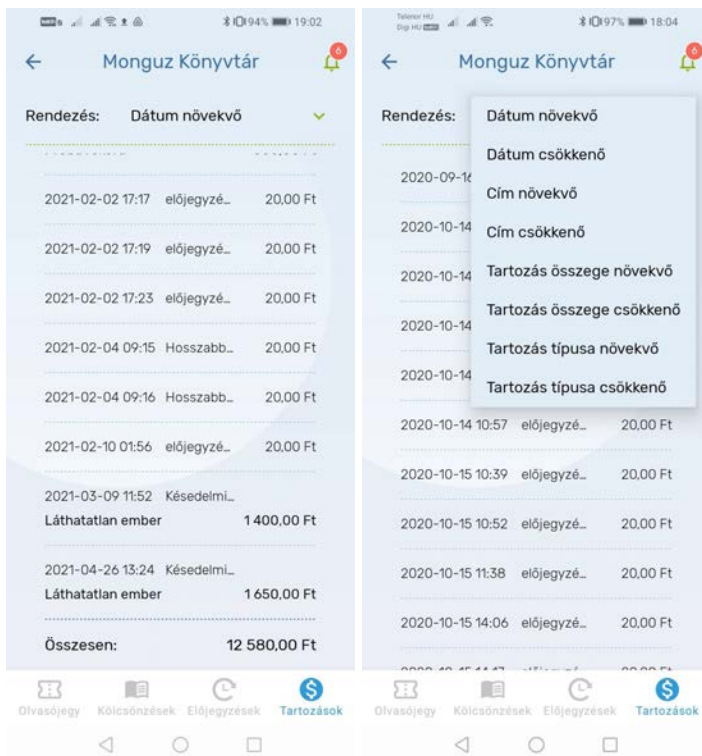 94% 19:02
Monguz Könyvtár
6
Rendezés: Dátum növekvő
2021-02-02 17:17 előjegyzé... 20,00 Ft
2021-02-02 17:19 előjegyzé... 20,00 Ft
2021-02-02 17:23 előjegyzé... 20,00 Ft
2021-02-04 09:15 Hosszabb... 20,00 Ft
2021-02-04 09:16 Hosszabb... 20,00 Ft
2021-02-10 01:56 előjegyzé... 20,00 Ft
2021-03-09 11:52 Késedelmi...
Láthatatlan ember 1 400,00 Ft
2021-04-26 13:24 Késedelmi...
Láthatatlan ember 1 650,00 Ft
Összesen: 12 580,00 Ft
Olvasójegy Kölcsönzések Előjegyzések Tartozások
Telenor HU
Digi HU
97% 18:04
Monguz Könyvtár
6
Rendezés:
Dátum növekvő
Dátum csökkenő
Cím növekvő
Cím csökkenő
Tartozás összege növekvő
Tartozás összege csökkenő
Tartozás típusa növekvő
Tartozás típusa csökkenő
2020-09-16
2020-10-14
2020-10-14
2020-10-14
2020-10-14
2020-10-14 10:57 előjegyzé... 20,00 Ft
2020-10-15 10:39 előjegyzé... 20,00 Ft
2020-10-15 10:52 előjegyzé... 20,00 Ft
2020-10-15 11:38 előjegyzé... 20,00 Ft
2020-10-15 14:06 előjegyzé... 20,00 Ft
Olvasójegy Kölcsönzések Előjegyzések Tartozások